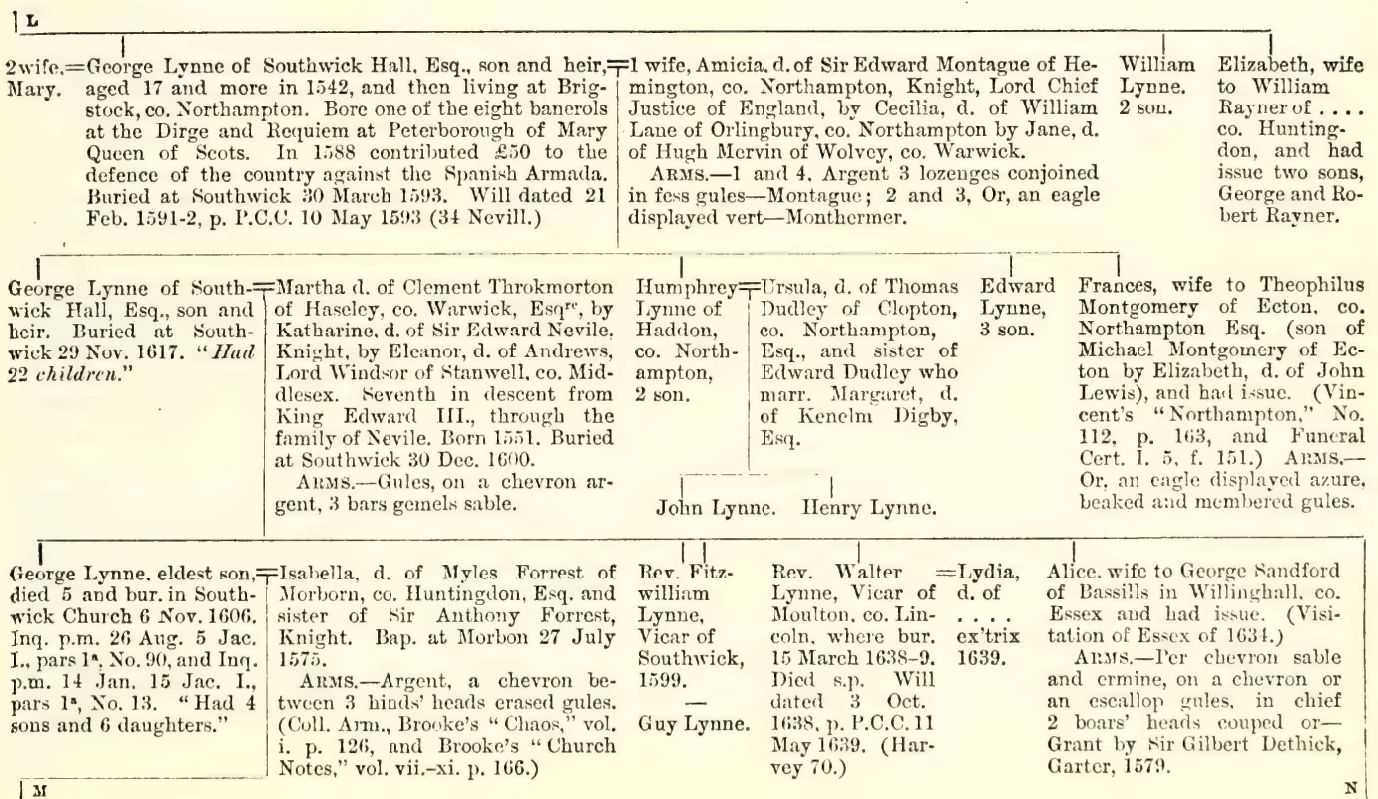 L
2wife.=
Mary.
George Lynne of Southwick Hall, Esq., son and heir,
aged 17 and more in 1542, and then living at Brig-
stock, co. Northampton. Bore one of the eight banerols
at the Dirge and Requiem at Peterborough of Mary
Queen of Scots. In 1588 contributed £50 to the
defence of the country against the Spanish Armada.
Buried at Southwick 30 March 1593. Will dated 21
Feb. 1591-2, p. P.C.C. 10 May 1593 (34 Nevill.)
=1 wife, Amicia, d. of Sir Edward Montague of He-
mington, co. Northampton, Knight, Lord Chief
Justice of England, by Cecilia, d. of William
Lane of Orlingbury, co. Northampton by Jane, d.
of Hugh Mervin of Wolvey, co. Warwick.
ARMS.—1 and 4, Argent 3 lozenges conjoined
in fess gules—Montague; 2 and 3, Or, an eagle
displayed vert—Monthermer.
William
Lynne.
2 son.
Elizabeth, wife
to William
Rayner of ....
co. Hunting-
don, and had
issue two sons,
George and Ro-
bert Rayner.
George Lynne of South-
wick Hall, Esq., son and
heir. Buried at South-
wick 29 Nov. 1617. "Had
22 children."
=Martha d. of Clement Throkmorton
of Haseley, co. Warwick, Esqre, by
Katharine, d. of Sir Edward Nevile,
Knight, by Eleanor, d. of Andrews,
Lord Windsor of Stanwell, co. Mid-
dlesex. Seventh in descent from
King Edward III., through the
family of Nevile. Born 1551. Buried
at Southwick 30 Dec. 1600.
ARMS.—Gules, on a chevron ar-
gent, 3 bars gemels sable.
Humphrey=
Lynne of
Haddon,
co. North-
ampton,
2 son.
Ursula, d. of Thomas
Dudley of Clopton,
co. Northampton,
Esq., and sister of
Edward Dudley who
marr. Margaret, d.
of Kenelm Digby,
Esq.
Edward
Lynne,
3 son.
Frances, wife to Theophilus
Montgomery of Ecton, co.
Northampton Esq. (son of
Michael Montgomery of Ec-
ton by Elizabeth, d. of John
Lewis), and had issue. (Vin-
cent's "Northampton," No.
112, p. 163, and Funeral
Cert. I. 5, f. 151.) ARMS.—
Or, an eagle displayed azure,
beaked and membered gules.
John Lynne. Henry Lynne.
George Lynne, eldest son,
died 5 and bur. in South-
wick Church 6 Nov. 1606.
Inq. p.m. 26 Aug. 5 Jac.
I., pars 1a, No. 90, and Inq.
p.m. 14 Jan. 15 Jac. I.,
pars 1a, No. 13. "Had 4
sons and 6 daughters."
=Isabella, d. of Myles Forrest of
Morborn, co. Huntingdon, Esq. and
sister of Sir Anthony Forrest,
Knight. Bap. at Morbon 27 July
1575.
ARMS.—Argent, a chevron be-
tween 3 hinds' heads erased gules.
(Coll. Arm., Brooke's "Chaos," vol.
i. p. 126, and Brooke's "Church
Notes," vol. vii.-xi. p. 166.)
Rev. Fitz-
william
Lynne,
Vicar of
Southwick,
1599.
—
Guy Lynne.
Rev. Walter
Lynne, Vicar of
Moulton, co. Lin-
coln, where bur.
15 March 1638-9.
Died s.p. Will
dated 3 Oct.
1638, p. P.C.C. 11
May 1639. (Har-
vey 70.)
=Lydia,
d. of
....
ex'trix
1639.
Alice, wife to George Sandford
of Bassills in Willinghall, co.
Essex and had issue. (Visi-
tation of Essex of 1634.)
ARMS.—Per chevron sable
and ermine, on a chevron or
an escallop gules, in chief
2 boars' heads couped or—
Grant by Sir Gilbert Dethick,
Garter, 1579.
M
N